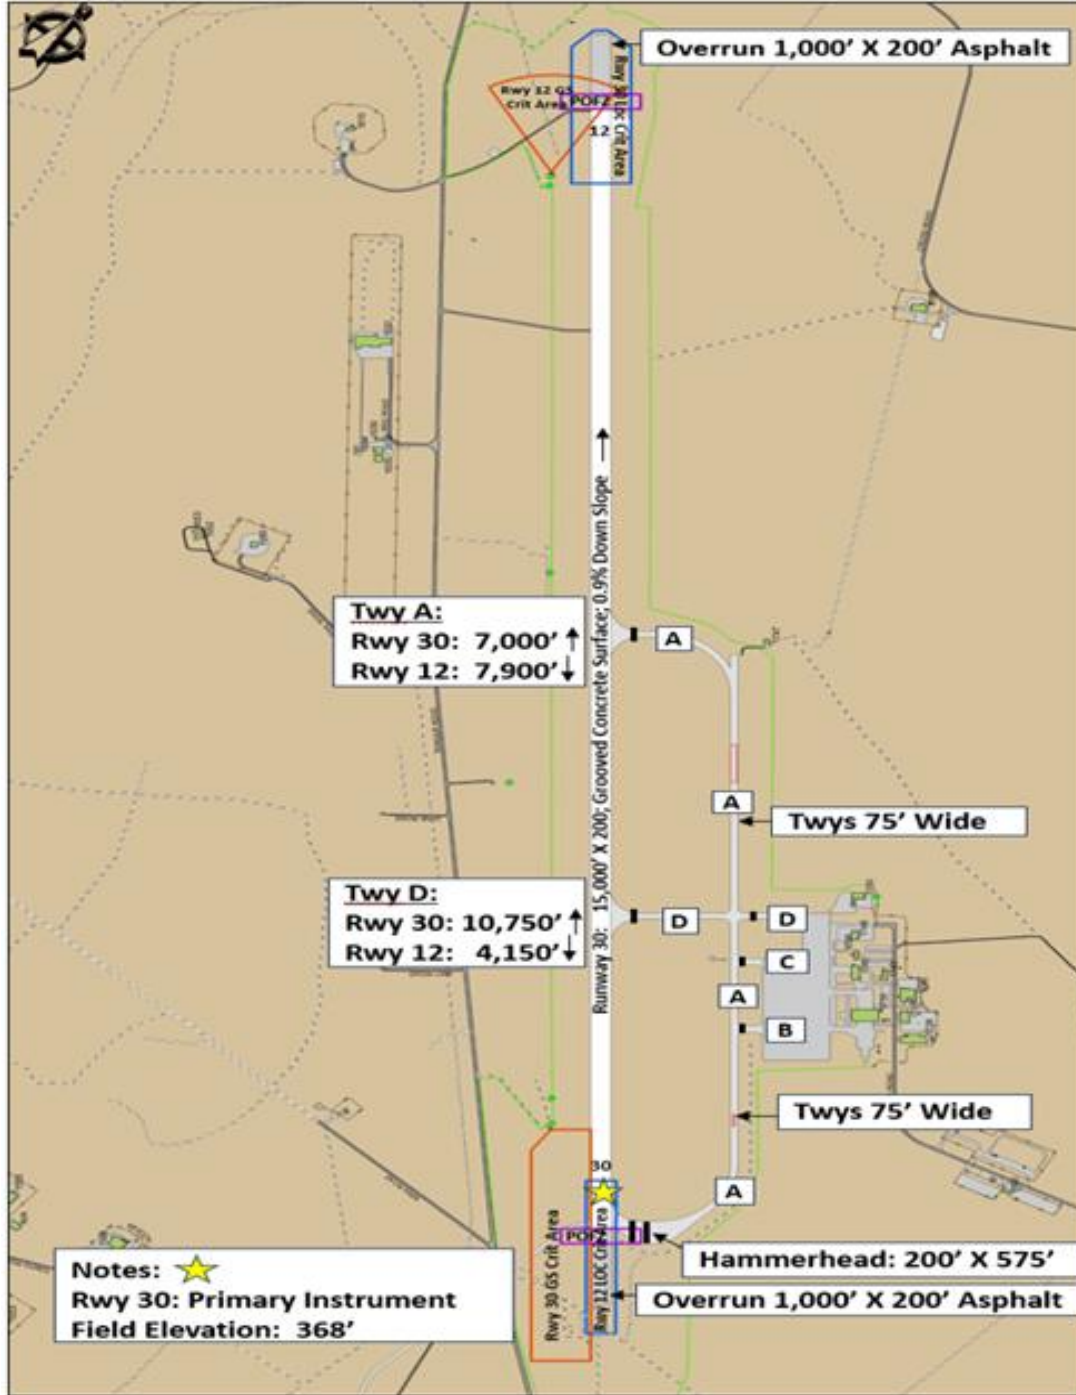 Overrun 1,000’ X 200’ Asphalt
Rwy 12 GS
Crit Area
POFZ
Rwy 30 Loc Crit Area
12
Twy A:
Rwy 30: 7,000’ ↑
Rwy 12: 7,900’ ↓
A
Runway 30: 15,000’ X 200; Grooved Concrete Surface; 0.9% Down Slope →
A
Twys 75’ Wide
Twy D:
Rwy 30: 10,750’ ↑
Rwy 12: 4,150’ ↓
D
D
C
A
B
Twys 75’ Wide
30
A
Rwy 30 GS Crit Area
Rwy 12 LOC Crit Area
Hammerhead: 200’ X 575’
Overrun 1,000’ X 200’ Asphalt
Notes:
Rwy 30: Primary Instrument
Field Elevation: 368’